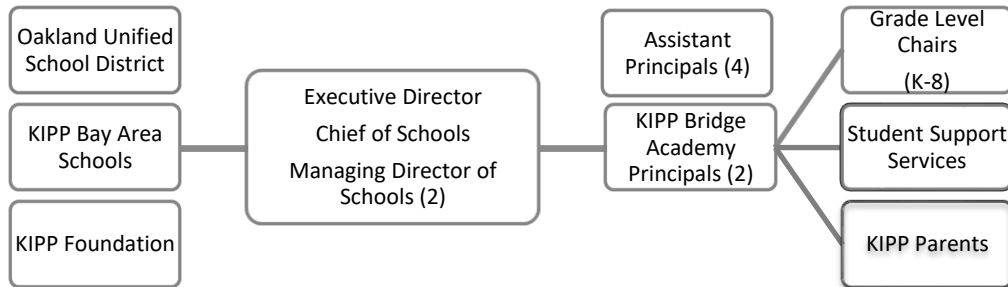 Oakland Unified
School District
KIPP Bay Area
Schools
KIPP Foundation
Executive Director
Chief of Schools
Managing Director of
Schools (2)
Assistant
Principals (4)
KIPP Bridge
Academy
Principals (2)
Grade Level
Chairs
(K-8)
Student Support
Services
KIPP Parents